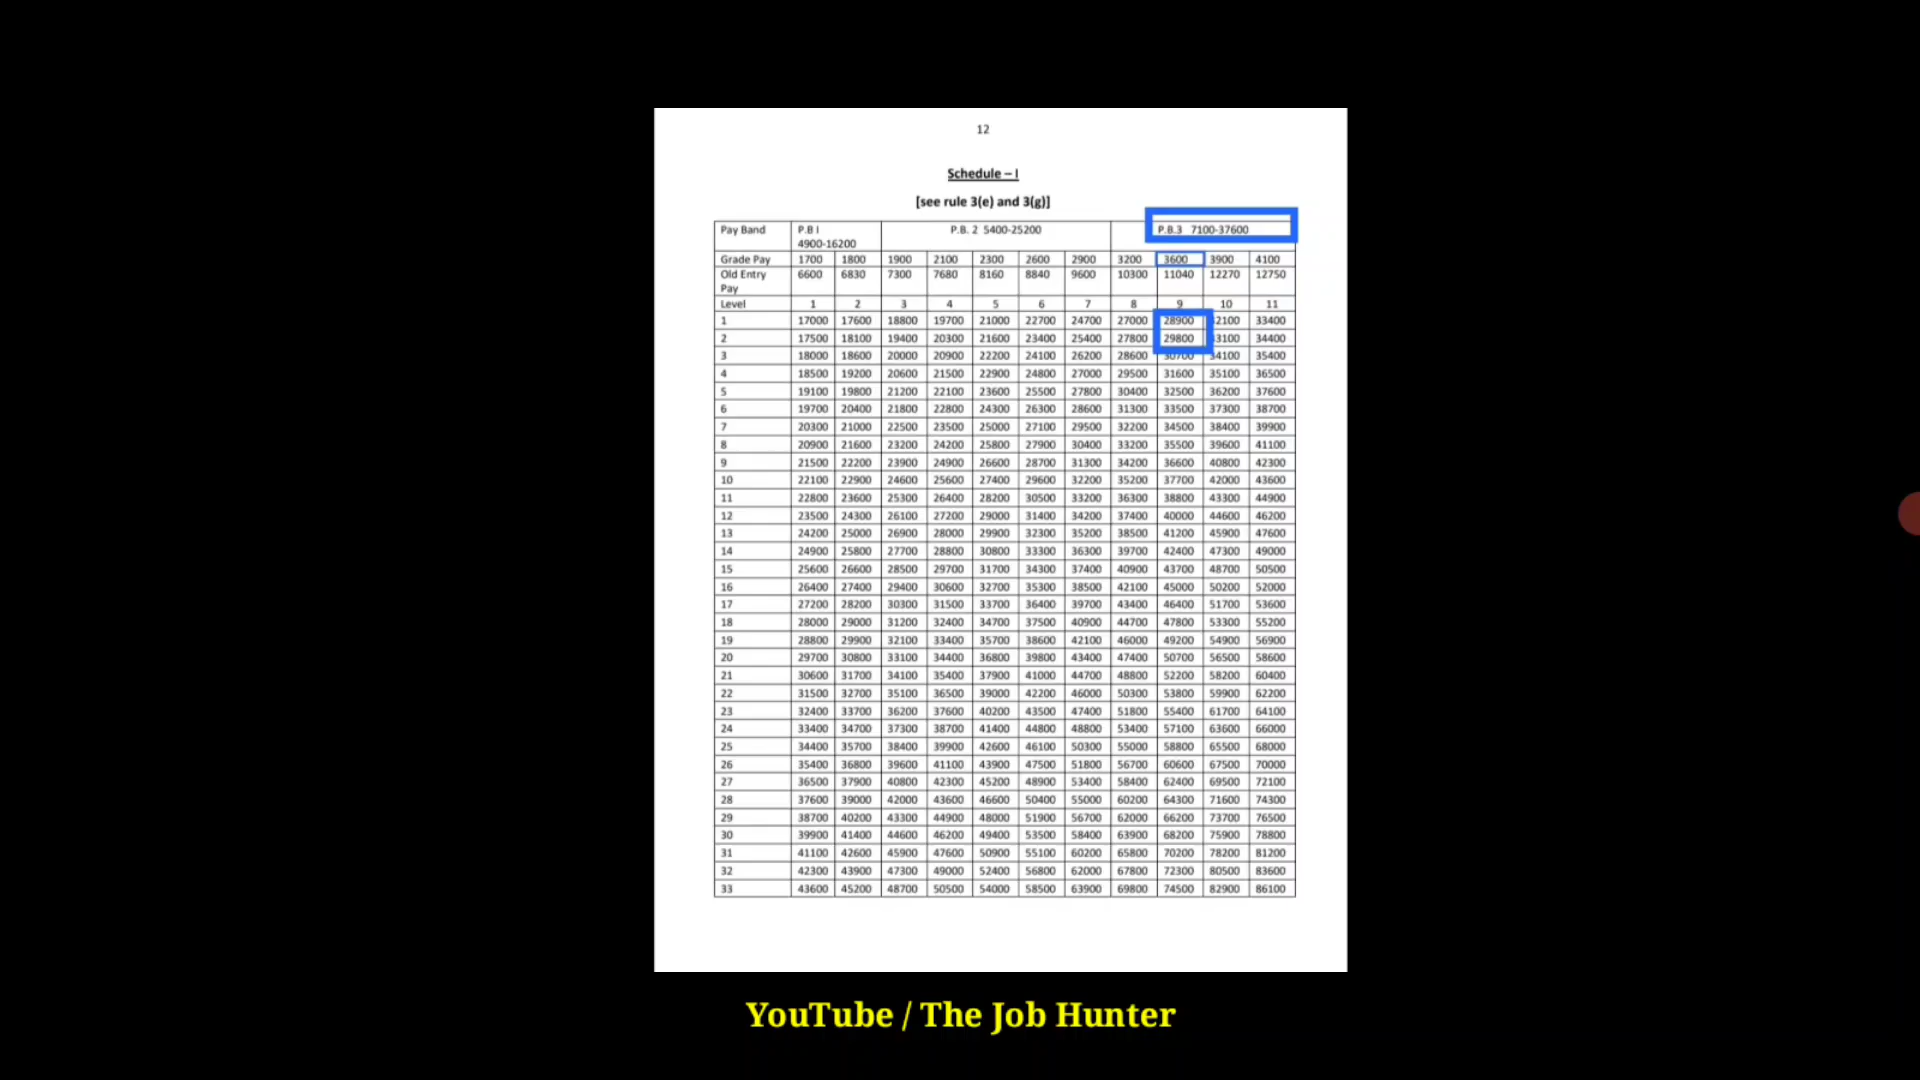 12
Schedule – I
[see rule 3(e) and 3(g)]
Pay Band P.B I 4900-16200 P.B. 2 5400-25200 P.B.3 7100-37600
Grade Pay 1700 1800 1900 2100 2300 2600 2900 3200 3600 3900 4100
Old Entry Pay 6600 6830 7300 7680 8160 8840 9600 10300 11040 12270 12750
Level 1 2 3 4 5 6 7 8 9 10 11
1 17000 17600 18800 19700 21000 22700 24700 27000 28900 2100 33400
2 17500 18100 19400 20300 21600 23400 25400 27800 29800 3100 34400
3 18000 18600 20000 20900 22200 24100 26200 28600 30700 34100 35400
4 18500 19200 20600 21500 22900 24800 27000 29500 31600 35100 36500
5 19100 19800 21200 22100 23600 25500 27800 30400 32500 36200 37600
6 19700 20400 21800 22800 24300 26300 28600 31300 33500 37300 38700
7 20300 21000 22500 23500 25000 27100 29500 32200 34500 38400 39900
8 20900 21600 23200 24200 25800 27900 30400 33200 35500 39600 41100
9 21500 22200 23900 24900 26600 28700 31300 34200 36600 40800 42300
10 22100 22900 24600 25600 27400 29600 32200 35200 37700 42000 43600
11 22800 23600 25300 26400 28200 30500 33200 36300 38800 43300 44900
12 23500 24300 26100 27200 29000 31400 34200 37400 40000 44600 46200
13 24200 25000 26900 28000 29900 32300 35200 38500 41200 45900 47600
14 24900 25800 27700 28800 30800 33300 36300 39700 42400 47300 49000
15 25600 26600 28500 29700 31700 34300 37400 40900 43700 48700 50500
16 26400 27400 29400 30600 32700 35300 38500 42100 45000 50200 52000
17 27200 28200 30300 31500 33700 36400 39700 43400 46400 51700 53600
18 28000 29000 31200 32400 34700 37500 40900 44700 47800 53300 55200
19 28800 29900 32100 33400 35700 38600 42100 46000 49200 54900 56900
20 29700 30800 33100 34400 36800 39800 43400 47400 50700 56500 58600
21 30600 31700 34100 35400 37900 41000 44700 48800 52200 58200 60400
22 31500 32700 35100 36500 39000 42200 46000 50300 53800 59900 62200
23 32400 33700 36200 37600 40200 43500 47400 51800 55400 61700 64100
24 33400 34700 37300 38700 41400 44800 48800 53400 57100 63600 66000
25 34400 35700 38400 39900 42600 46100 50300 55000 58800 65500 68000
26 35400 36800 39600 41100 43900 47500 51800 56700 60600 67500 70000
27 36500 37900 40800 42300 45200 48900 53400 58400 62400 69500 72100
28 37600 39000 42000 43600 46600 50400 55000 60200 64300 71600 74300
29 38700 40200 43300 44900 48000 51900 56700 62000 66200 73700 76500
30 39900 41400 44600 46200 49400 53500 58400 63900 68200 75900 78800
31 41100 42600 45900 47600 50900 55100 60200 65800 70200 78200 81200
32 42300 43900 47300 49000 52400 56800 62000 67800 72300 80500 83600
33 43600 45200 48700 50500 54000 58500 63900 69800 74500 82900 86100
YouTube / The Job Hunter